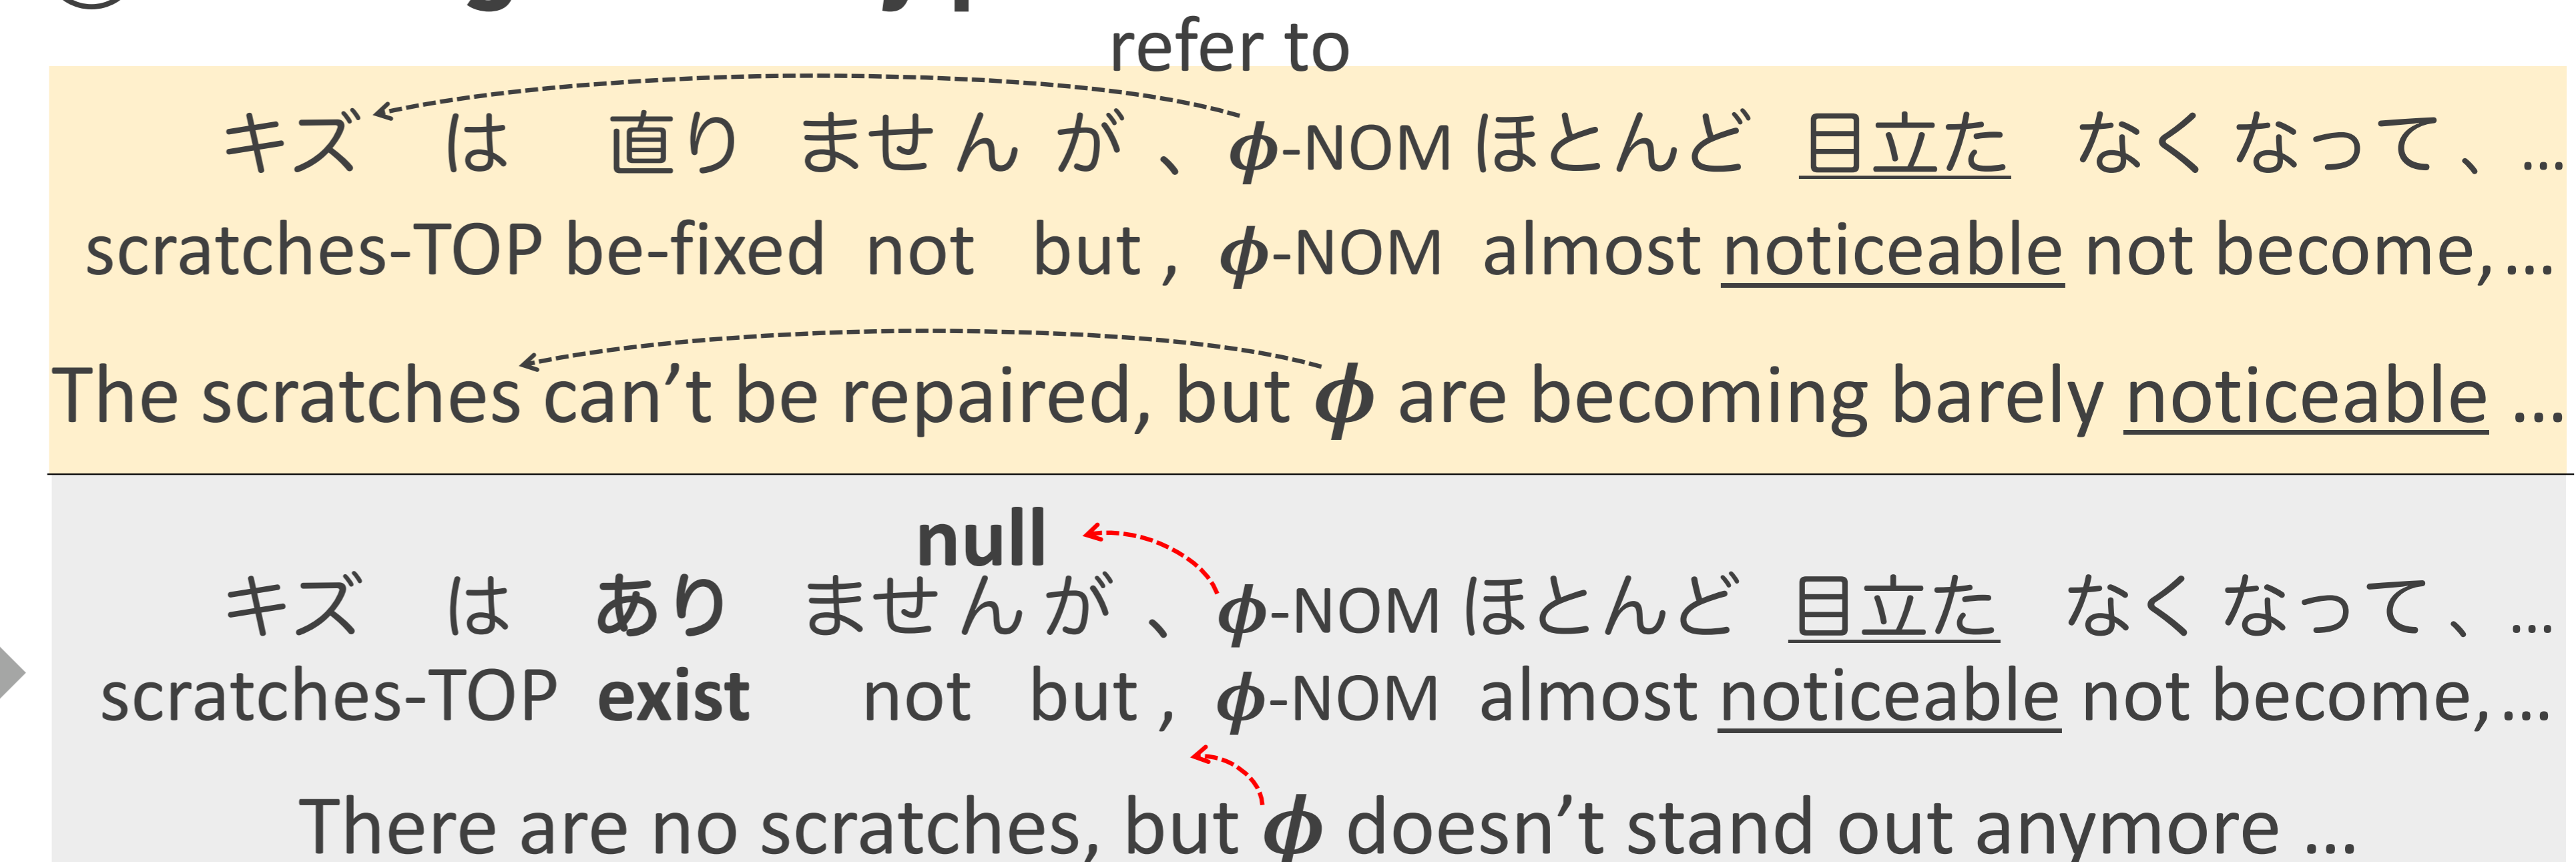 refer to
キズ は 直り ません が 、 ϕ-NOM ほとんど 目立た なく なって 、 …
scratches-TOP be-fixed not but , ϕ-NOM almost noticeable not become, …
The scratches can’t be repaired, but ϕ are becoming barely noticeable …
null
キズ は あり ません が 、 ϕ-NOM ほとんど 目立た なく なって 、 …
scratches-TOP exist not but , ϕ-NOM almost noticeable not become, …
There are no scratches, but ϕ doesn’t stand out anymore …